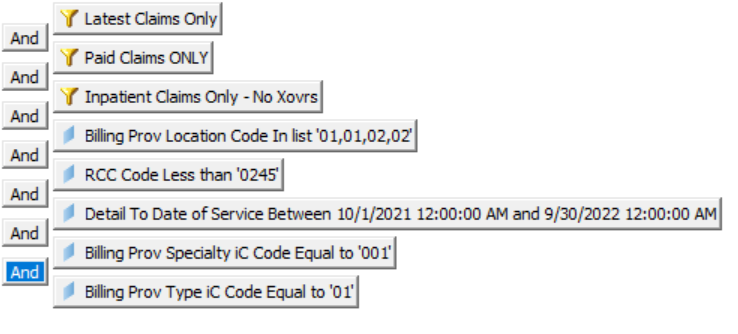 Latest Claims Only
And
Paid Claims ONLY
And
Inpatient Claims Only - No Xovrs
And
Billing Prov Location Code In list '01,01,02,02'
And
RCC Code Less than '0245'
And
Detail To Date of Service Between 10/1/2021 12:00:00 AM and 9/30/2022 12:00:00 AM
And
Billing Prov Specialty iC Code Equal to '001'
And
Billing Prov Type iC Code Equal to '01'